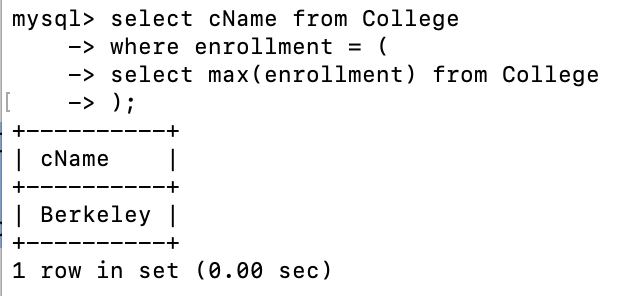 mysql> select cName from College
    -> where enrollment = (
    -> select max(enrollment) from College
[    -> );
+----------+
| cName    |
+----------+
| Berkeley |
+----------+
1 row in set (0.00 sec)